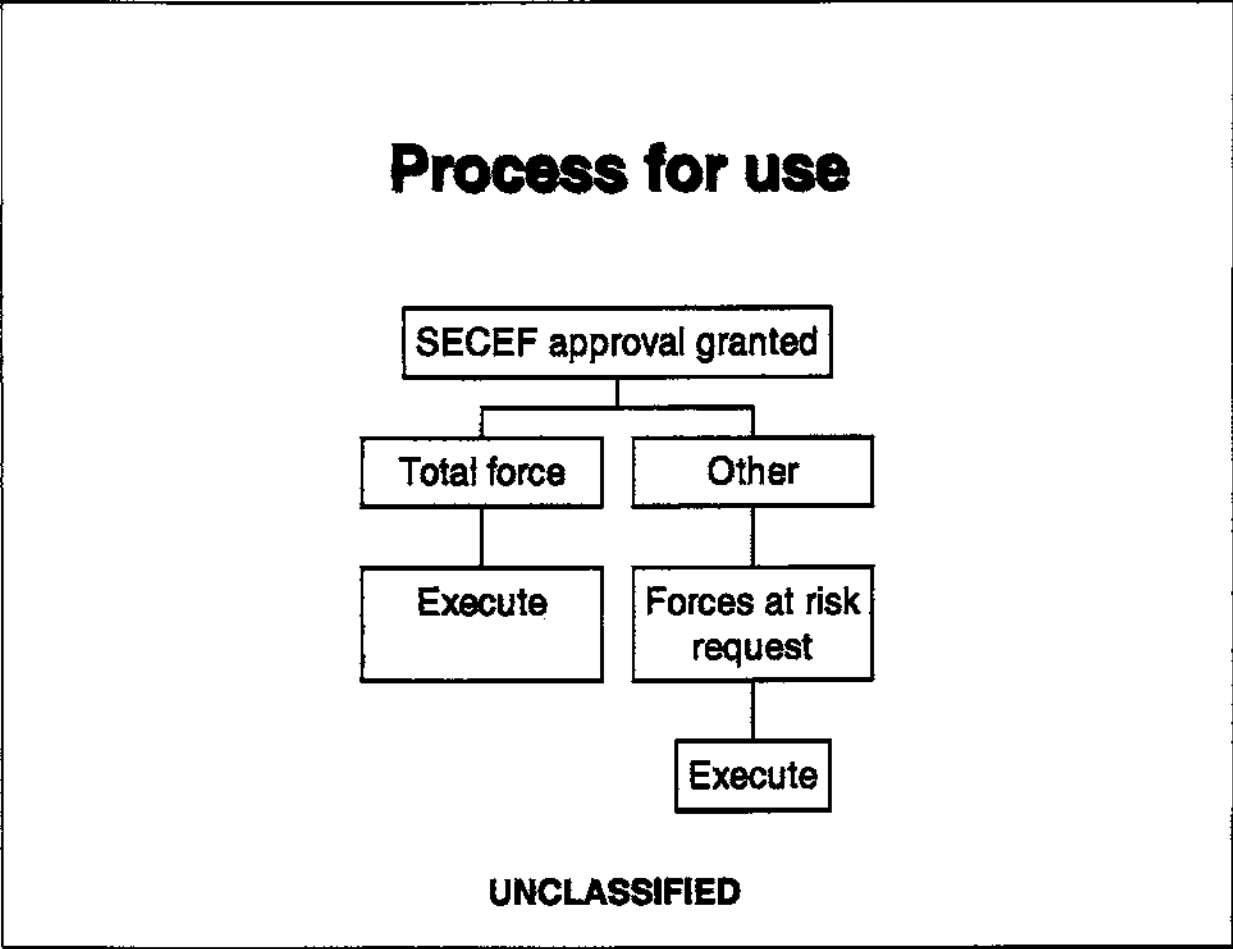 Process for use
SECEF approval granted
Total force
Other
Execute
Forces at risk
request
Execute
UNCLASSIFIED